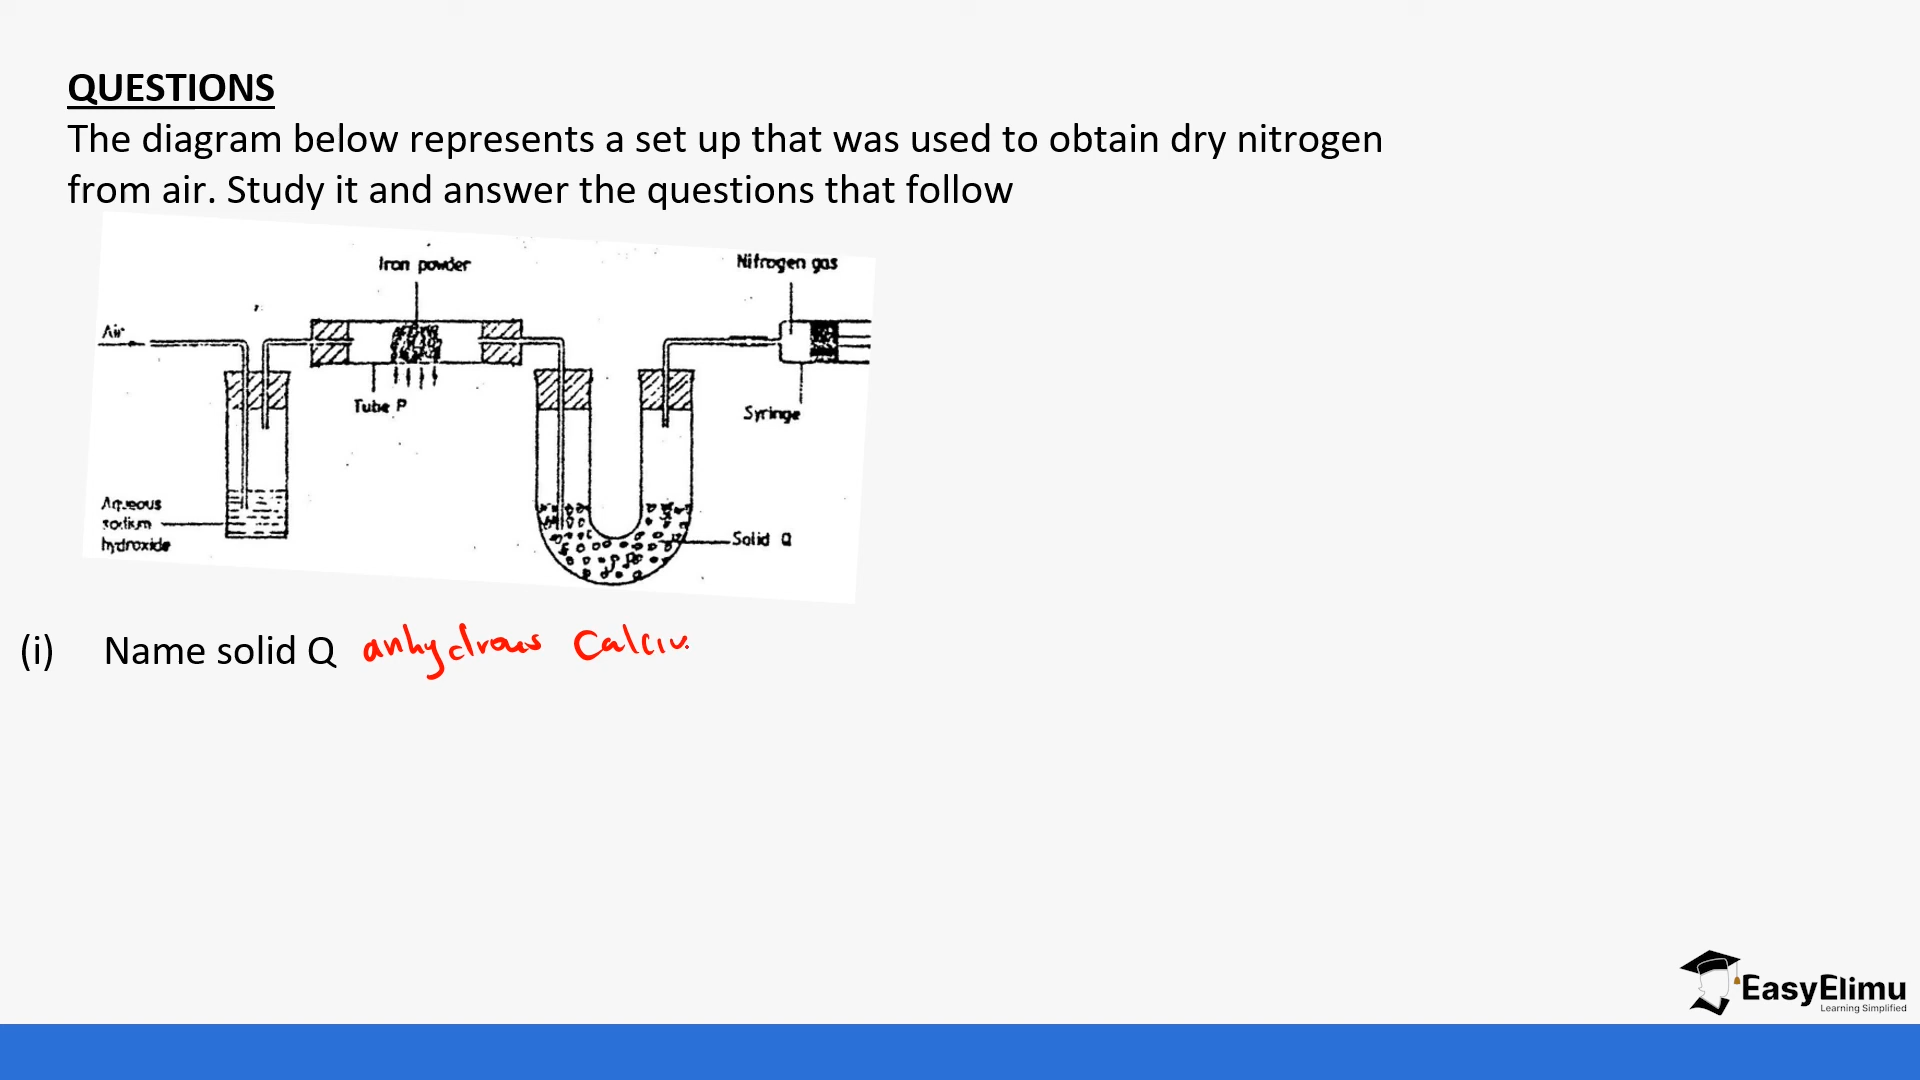 QUESTIONS
The diagram below represents a set up that was used to obtain dry nitrogen
from air. Study it and answer the questions that follow
Iron powder
Nitrogen gas
Air
Tube P
Syringe
Aqueous
sodium
hydroxide
Solid Q
(i) Name solid Q anhydrous Calciu
EasyElimu
Learning Simplified